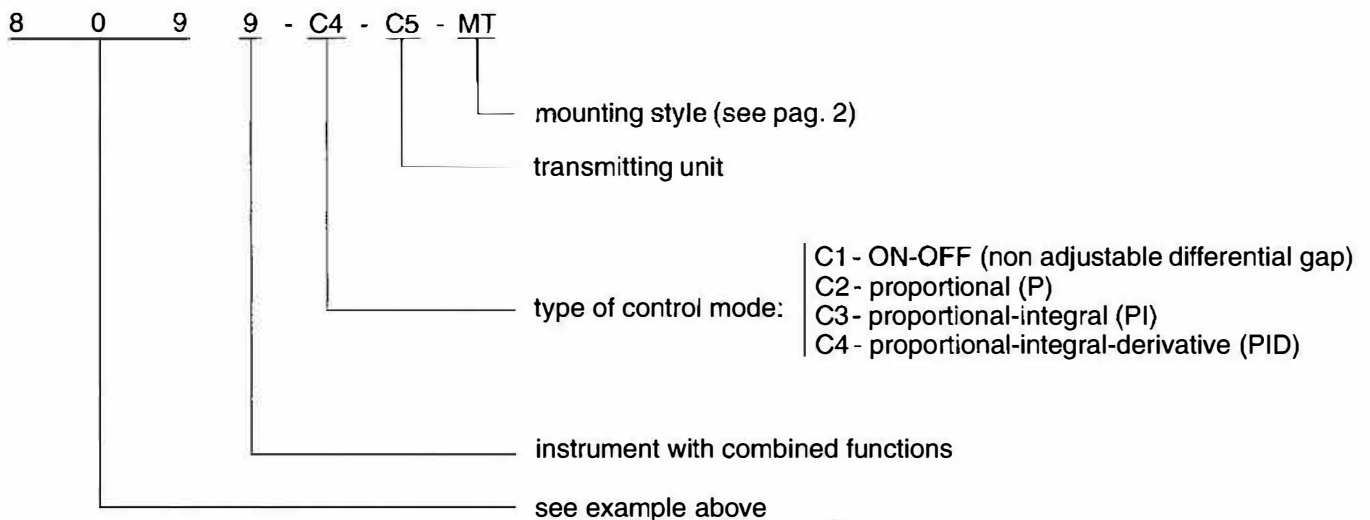 8 0 9 9 - C4 - C5 - MT
mounting style (see pag. 2)
transmitting unit
type of control mode:
C1 - ON-OFF (non adjustable differential gap)
C2 - proportional (P)
C3 - proportional-integral (PI)
C4 - proportional-integral-derivative (PID)
instrument with combined functions
see example above